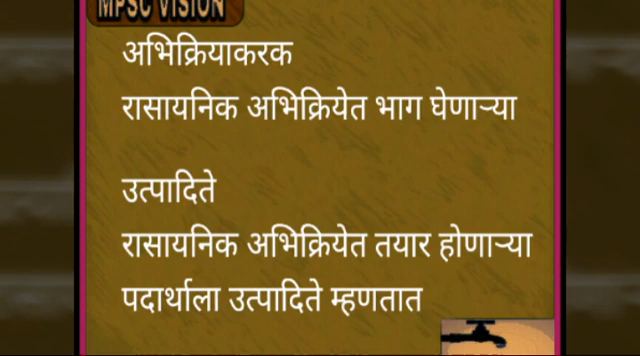 MPSC VISION
अभिक्रियाकरक
रासायनिक अभिक्रियेत भाग घेणाऱ्या
उत्पादिते
रासायनिक अभिक्रियेत तयार होणाऱ्या
पदार्थाला उत्पादिते म्हणतात